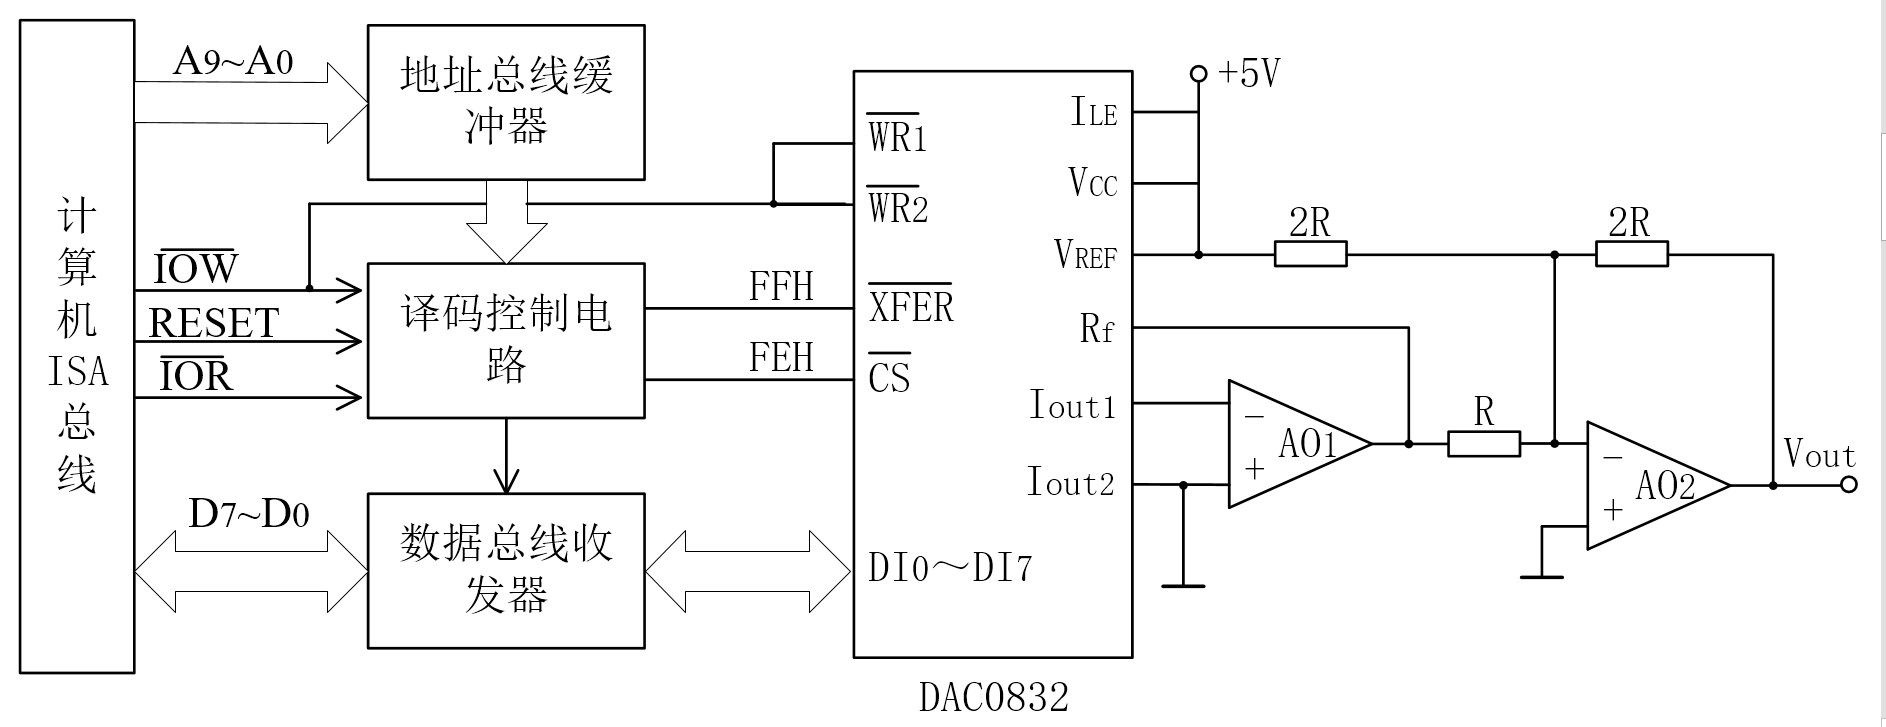 计
算
机
ISA
总
线
A9~A0
地址总线缓
冲器
IOW
RESET
IOR
译码控制电
路
FFH
FEH
D7~D0
数据总线收
发器
WR1
WR2
XFER
CS
DI0～DI7
ILE
VCC
VREF
Rf
Iout1
Iout2
DAC0832
+5V
2R
2R
R
－
AO1
+
－
AO2
+
Vout